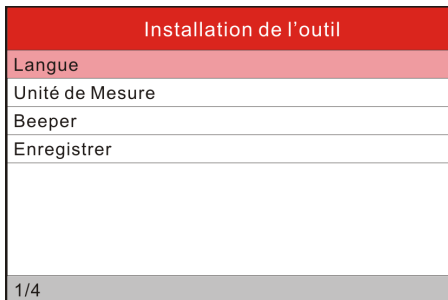 Installation de l’outil
Langue
Unité de Mesure
Beeper
Enregistrer
1/4